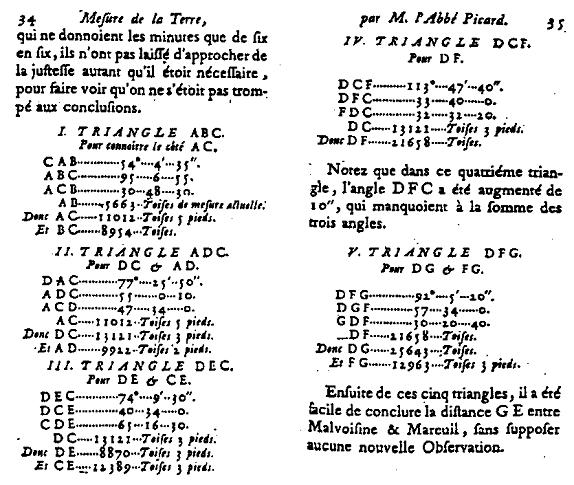 34 Meſure de la Terre,
qui ne donnoient les minutes que de ſix
en ſix, ils n'ont pas laiſſé d'approcher de
la juſteſſe autant qu'il étoit néceſſaire,
pour faire voir qu'on ne s'étoit pas trom-
pé aux concluſions.
I. TRIANGLE ABC.
Pour connoître le côté AC.
CAB............54°....4'....35".
ABC............95....6....55.
ACB............30....48....30.
AB.....5663..Toiſes de meſure actuelle.
Donc AC.....11012..Toiſes 5 pieds.
Et BC......8954...Toiſes.
II. TRIANGLE ADC.
Pour DC & AD.
DAC............77°....25'..50".
ADC............55....0....10.
ACD............47....34....0.
AC.....11012..Toiſes 5 pieds.
Donc DC.....13121..Toiſes 3 pieds.
Et AD.......9922..Toiſes 2 pieds.
III. TRIANGLE DEC.
Pour DE & CE.
DEC............74°...9'..30".
DCE............40...34......0.
CDE............65...16...30.
DC.....13121...Toiſes 3 pieds.
Donc DE.....8870..Toiſes 3 pieds.
Et CE....12389..Toiſes 3 pieds.
par M. l'Abbé Picard. 35
IV. TRIANGLE DCF.
Pour DF.
DCF.........113°...47'..40".
DFC...........33....40......0.
FDC...........32....32...20.
DC.....13121....Toiſes 3 pieds.
Donc DF...21658...Toiſes.
Notez que dans ce quatriéme trian-
gle, l'angle DFC a été augmenté de
10", qui manquoient à la ſomme des
trois angles.
V. TRIANGLE DFG.
Pour DG & FG.
DFG...........92°...5'..20".
DGF...........57...34......0.
GDF...........30...20...40.
DF.....21658...Toiſes.
Donc DG....25643...Toiſes.
Et FG......12963...Toiſes 3 pieds.
Enſuite de ces cinq triangles, il a été
facile de conclure la diſtance GE entre
Malvoiſine & Mareuil, ſans ſuppoſer
aucune nouvelle Obſervation.